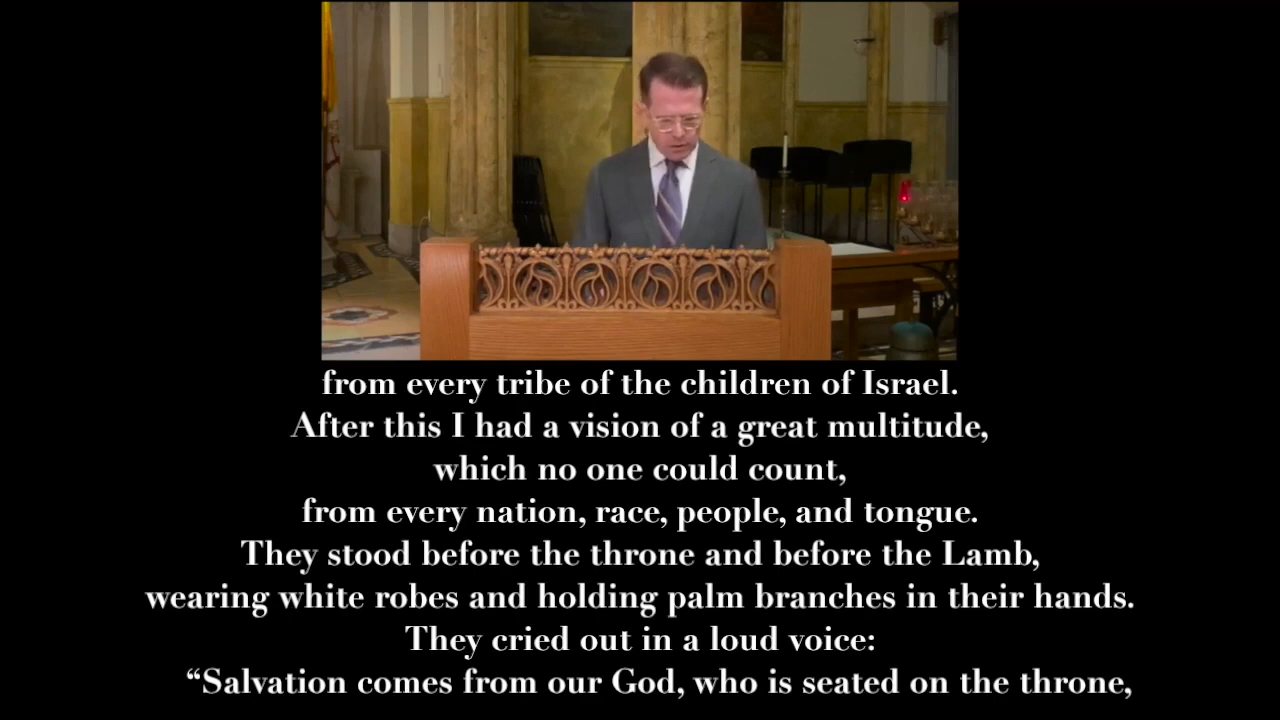 from every tribe of the children of Israel.
After this I had a vision of a great multitude,
which no one could count,
from every nation, race, people, and tongue.
They stood before the throne and before the Lamb,
wearing white robes and holding palm branches in their hands.
They cried out in a loud voice:
“Salvation comes from our God, who is seated on the throne,